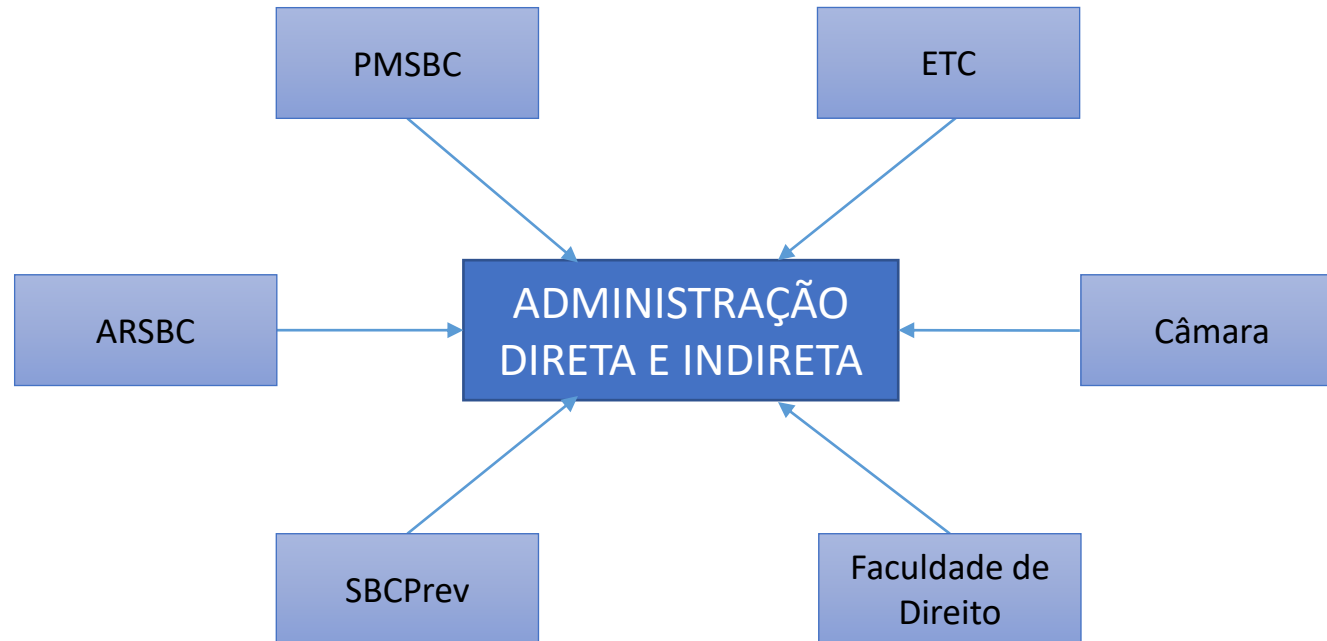 PMSBC
ETC
ADMINISTRAÇÃO
DIRETA E INDIRETA
ARSBC
Câmara
SBCPrev
Faculdade de
Direito